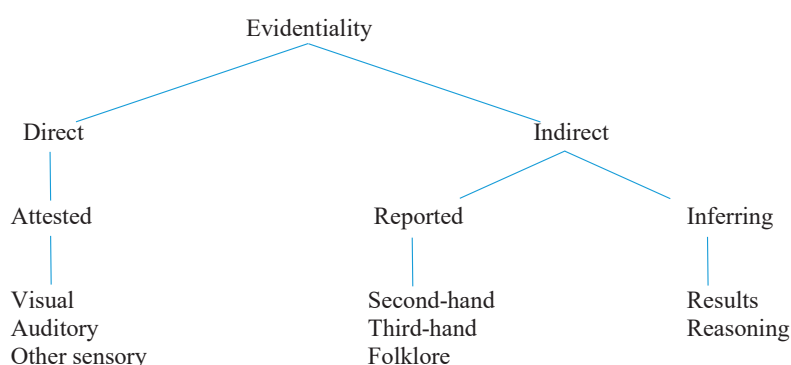 Evidentiality
Direct Indirect
Attested Reported Inferring
Visual Second-hand Results
Auditory Third-hand Reasoning
Other sensory Folklore